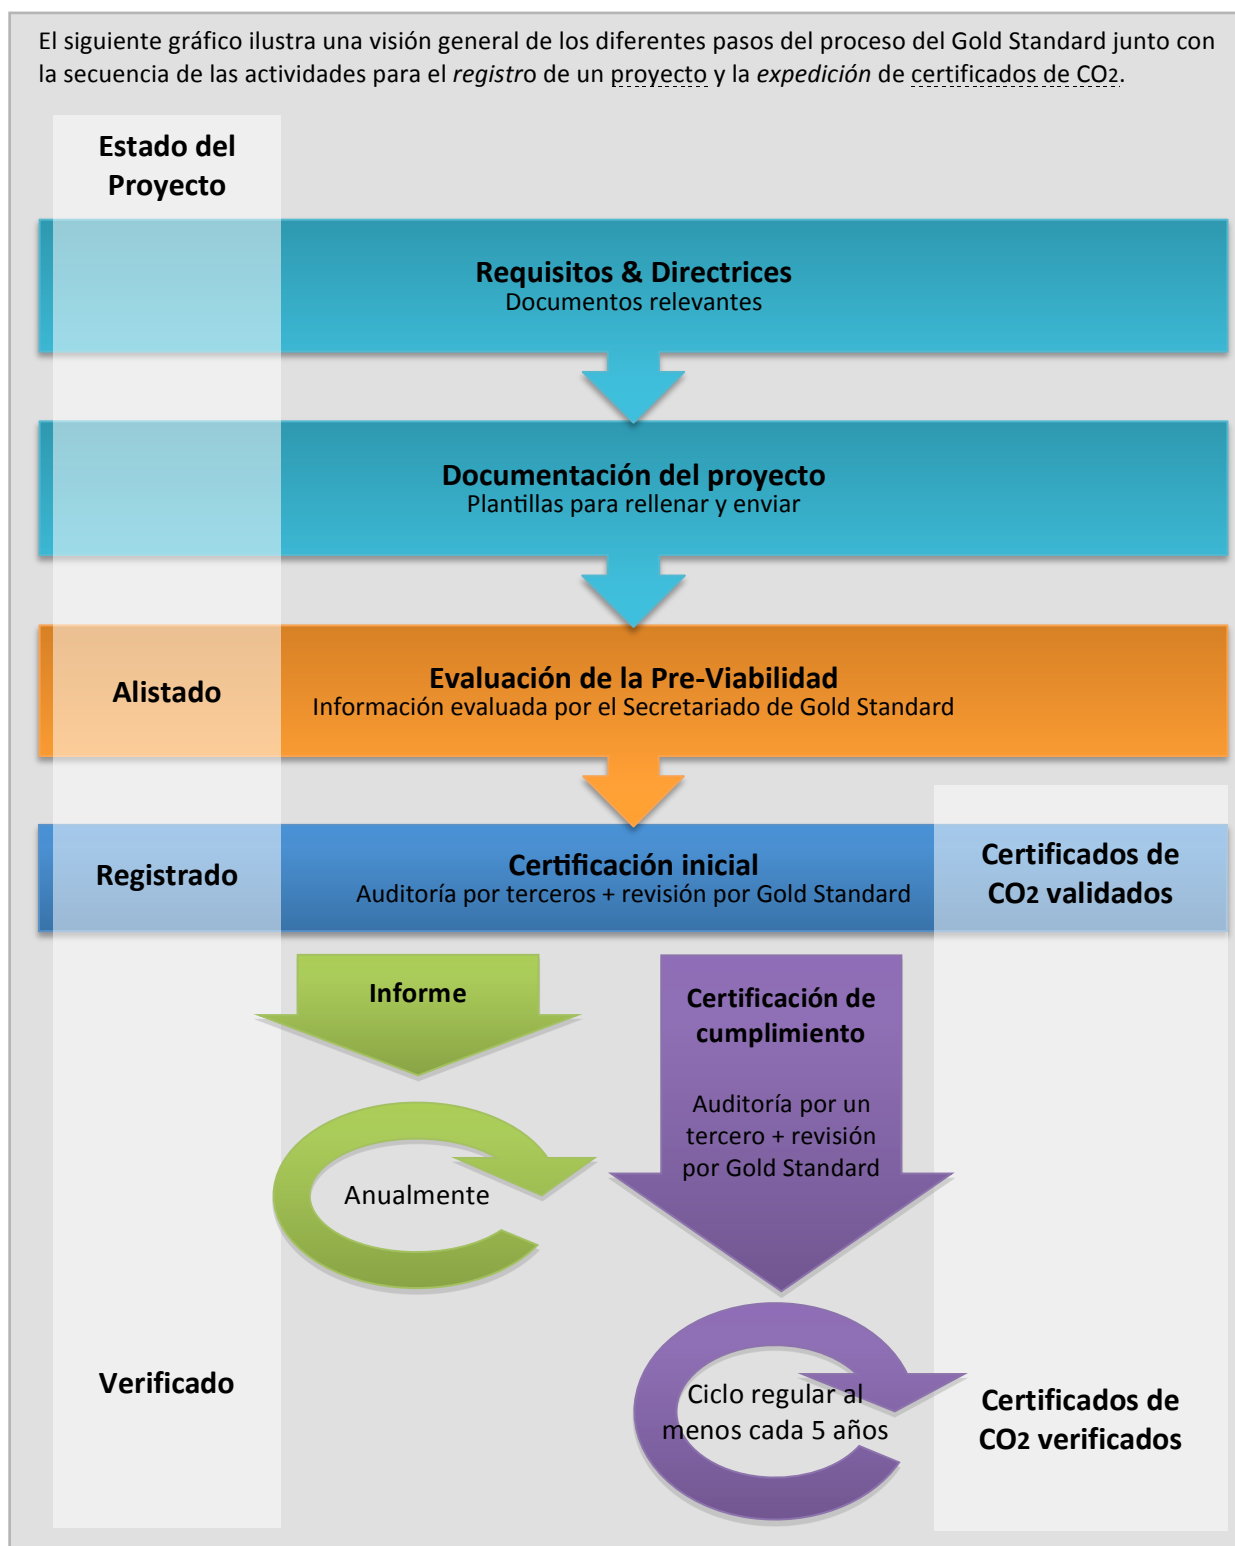 El siguiente gráfico ilustra una visión general de los diferentes pasos del proceso del Gold Standard junto con
la secuencia de las actividades para el registro de un proyecto y la expedición de certificados de CO2.
Estado del
Proyecto
Requisitos & Directrices
Documentos relevantes
Documentación del proyecto
Plantillas para rellenar y enviar
Alistado
Evaluación de la Pre-Viabilidad
Información evaluada por el Secretariado de Gold Standard
Registrado
Certificación inicial
Auditoría por terceros + revisión por Gold Standard
Certificados de
CO2 validados
Informe
Anualmente
Certificación de
cumplimiento
Auditoría por un
tercero + revisión
por Gold Standard
Verificado
Ciclo regular al
menos cada 5 años
Certificados de
CO2 verificados